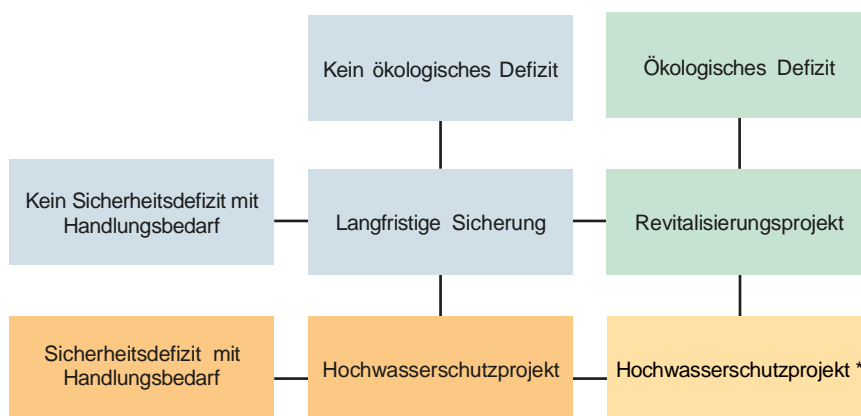 Kein ökologisches Defizit
Ökologisches Defizit
Kein Sicherheitsdefizit mit
Handlungsbedarf
Langfristige Sicherung
Revitalisierungsprojekt
Sicherheitsdefizit mit
Handlungsbedarf
Hochwasserschutzprojekt
Hochwasserschutzprojekt *